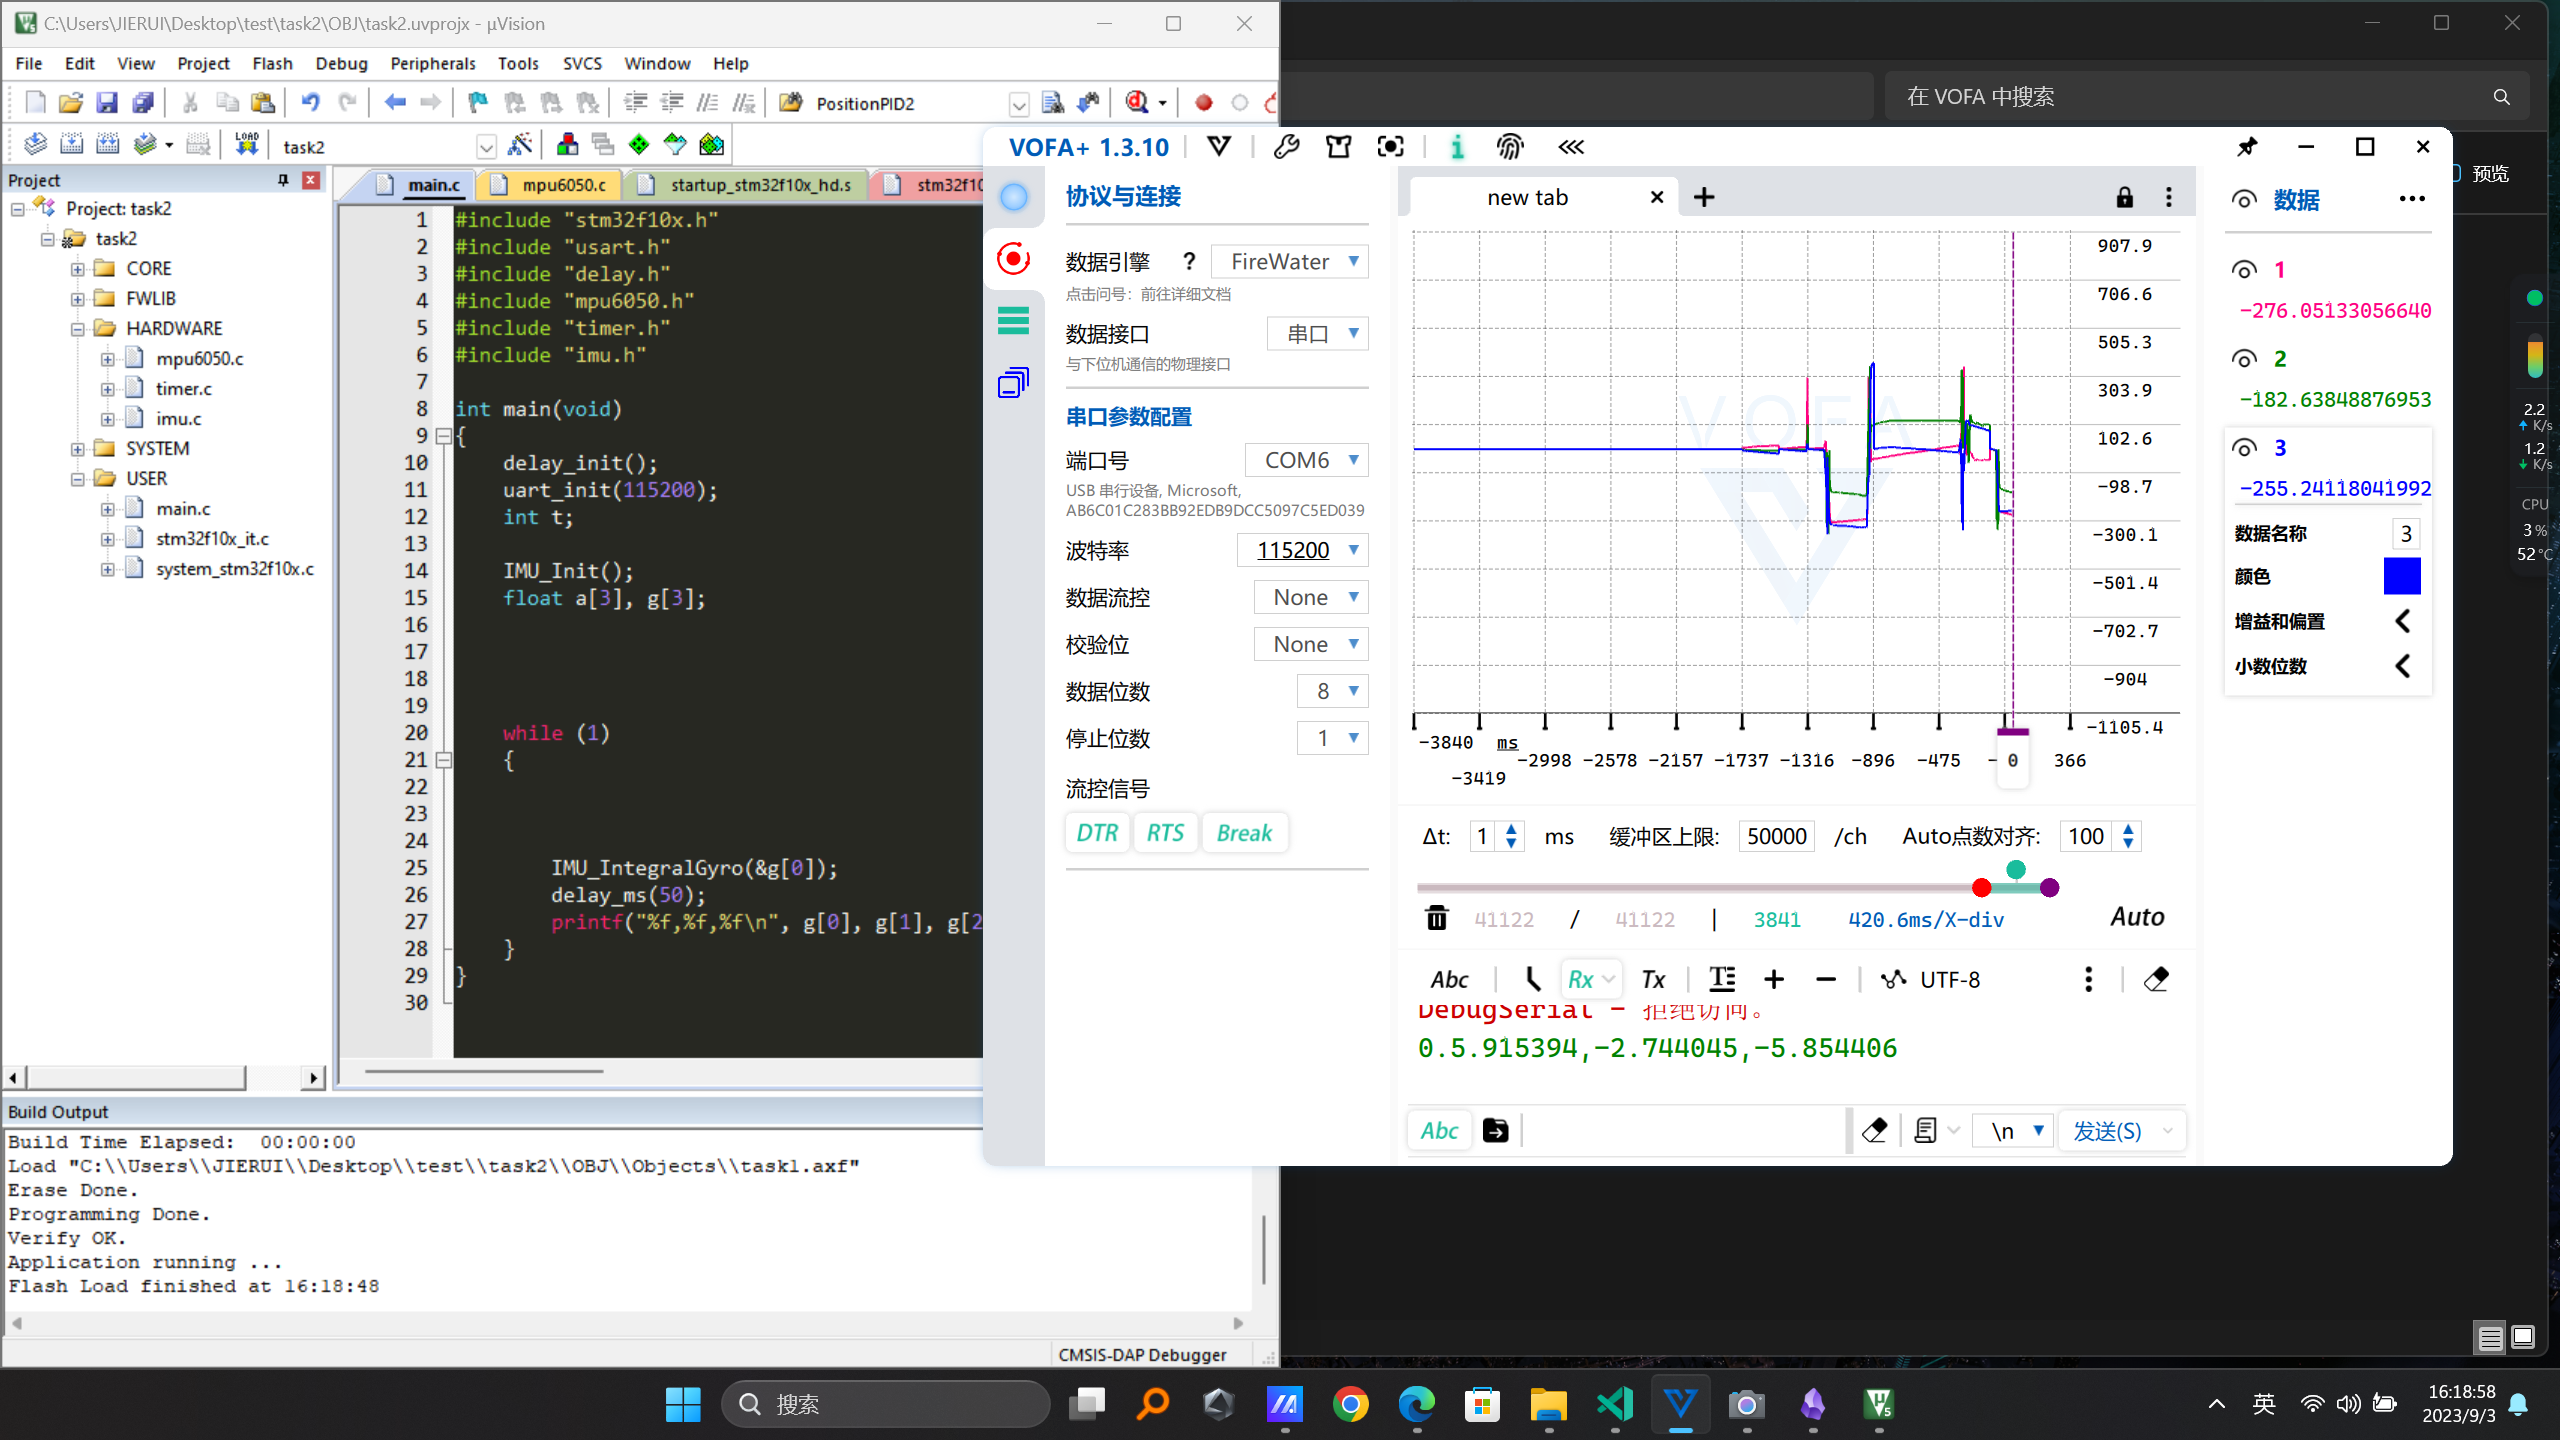 C:\Users\JIERUI\Desktop\test\task2\OBJ\task2.uvprojx - µVision
File Edit View Project Flash Debug Peripherals Tools SVCS Window Help
PositionPID2
LOAD task2
Project
Project: task2
task2
CORE
FWLIB
HARDWARE
mpu6050.c
timer.c
imu.c
SYSTEM
USER
main.c
stm32f10x_it.c
system_stm32f10x.c
main.c mpu6050.c startup_stm32f10x_hd.s stm32f10
1 #include "stm32f10x.h"
2 #include "usart.h"
3 #include "delay.h"
4 #include "mpu6050.h"
5 #include "timer.h"
6 #include "imu.h"
7
8 int main(void)
9 {
10 delay_init();
11 uart_init(115200);
12 int t;
13
14 IMU_Init();
15 float a[3], g[3];
16
17
18
19
20 while (1)
21 {
22
23
24
25 IMU_IntegralGyro(&g[0]);
26 delay_ms(50);
27 printf("%f,%f,%f\n", g[0], g[1], g[2
28 }
29 }
30
Build Output
Build Time Elapsed:  00:00:00
Load "C:\\Users\\JIERUI\\Desktop\\test\\task2\\OBJ\\Objects\\task1.axf"
Erase Done.
Programming Done.
Verify OK.
Application running ...
Flash Load finished at 16:18:48
CMSIS-DAP Debugger
在 VOFA 中搜索
预览
VOFA+ 1.3.10
协议与连接
数据引擎 ? FireWater
点击问号：前往详细文档
数据接口 串口
与下位机通信的物理接口
串口参数配置
端口号 COM6
USB 串行设备, Microsoft,
AB6C01C283BB92EDB9DCC5097C5ED039
波特率 115200
数据流控 None
校验位 None
数据位数 8
停止位数 1
流控信号
DTR RTS Break
new tab
VOFA
907.9
706.6
505.3
303.9
102.6
-98.7
-300.1
-501.4
-702.7
-904
-1105.4
-3840 ms
-3419 -2998 -2578 -2157 -1737 -1316 -896 -475 - 0 366
Δt: 1 ms 缓冲区上限: 50000 /ch Auto点数对齐: 100
41122 / 41122 | 3841 420.6ms/X-div Auto
Abc Rx Tx UTF-8
DebugSerial - 拒绝访问。
0.5.915394,-2.744045,-5.854406
Abc \n 发送(S)
数据
1
-276.05133056640
2
-182.63848876953
3
-255.24118041992
数据名称 3
颜色
增益和偏置
小数位数
2.2
K/s
1.2
K/s
CPU
3 %
52 °C
搜索
英
16:18:58
2023/9/3